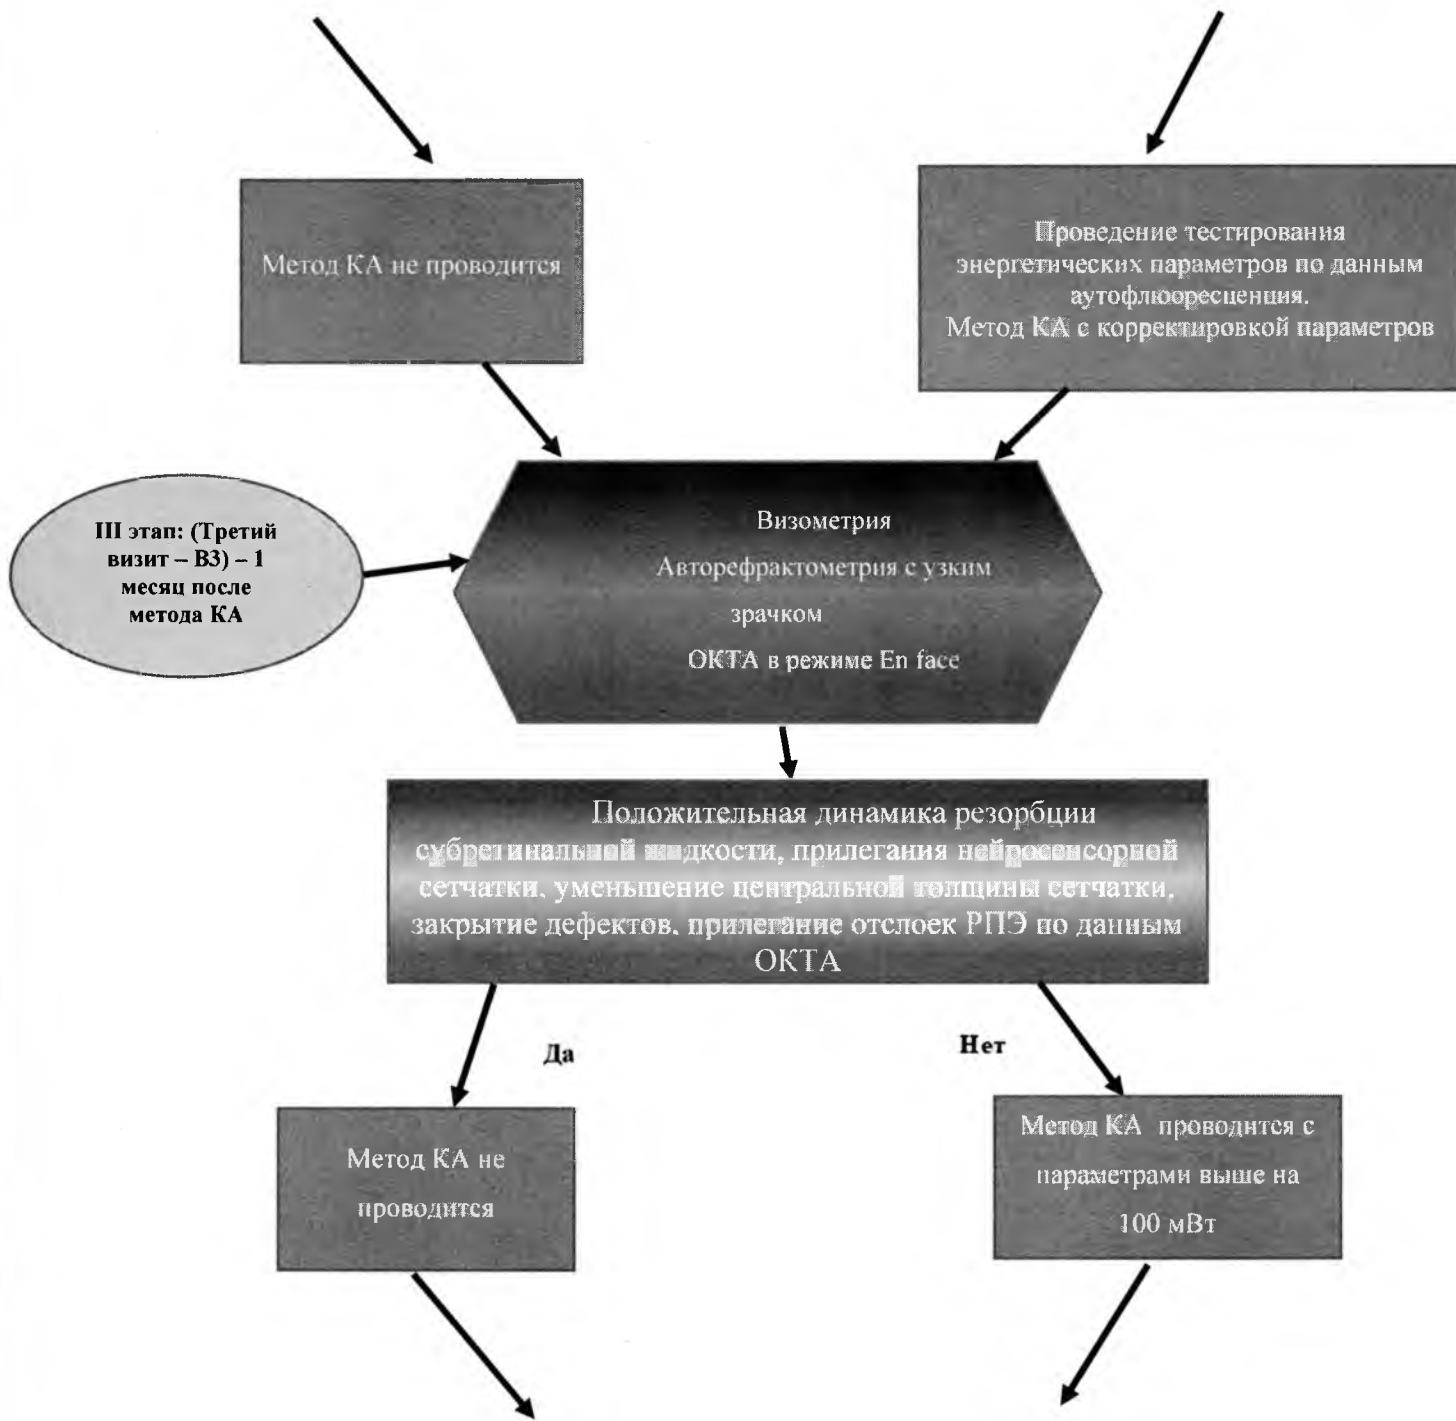 Метод КА не проводится
Проведение тестирования
энергетических параметров по данным
аутофлюоресценция.
Метод КА с корректировкой параметров
III этап: (Третий
визит – В3) – 1
месяц после
метода КА
Визометрия
Авторефрактометрия с узким
зрачком
ОКТА в режиме En face
Положительная динамика резорбции
субретинальной жидкости, прилегания нейросенсорной
сетчатки, уменьшение центральной толщины сетчатки,
закрытие дефектов, прилегание отслоек РПЭ по данным
ОКТА
Да
Нет
Метод КА не
проводится
Метод КА проводится с
параметрами выше на
100 мВт